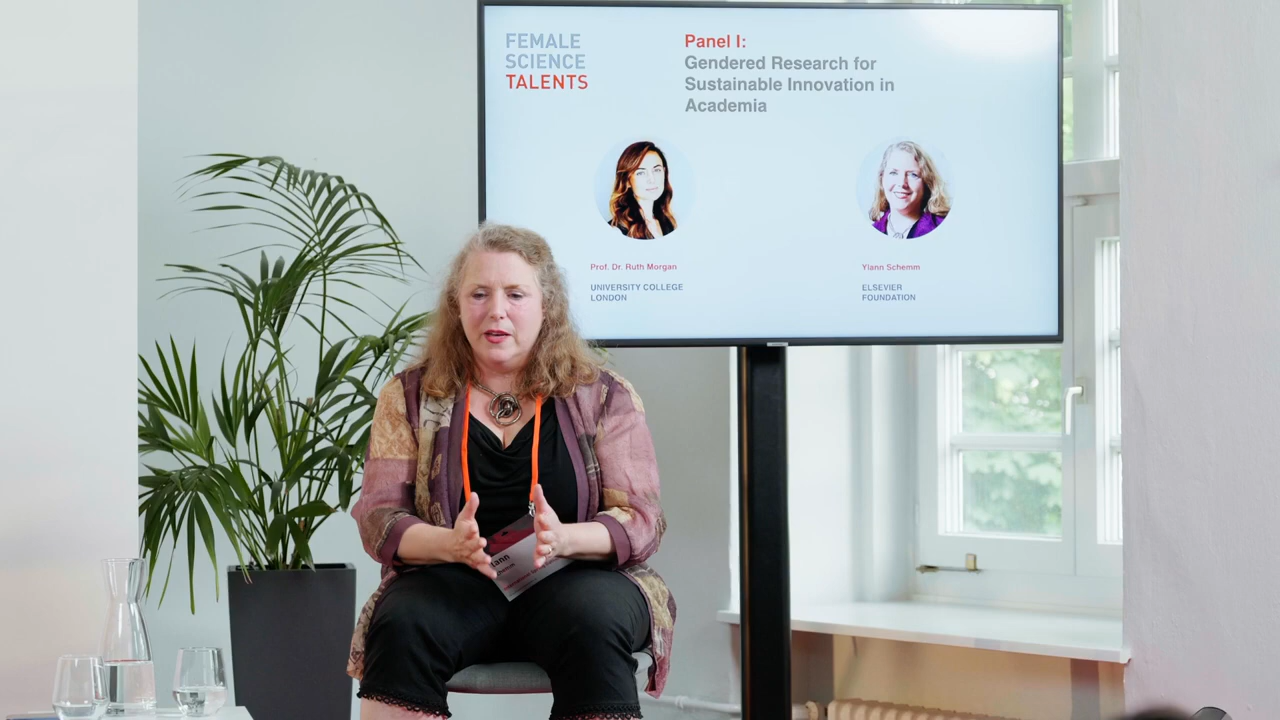 FEMALE
SCIENCE
TALENTS
Panel I:
Gendered Research for
Sustainable Innovation in
Academia
Prof. Dr. Ruth Morgan
UNIVERSITY COLLEGE
LONDON
Ylann Schemm
ELSEVIER
FOUNDATION